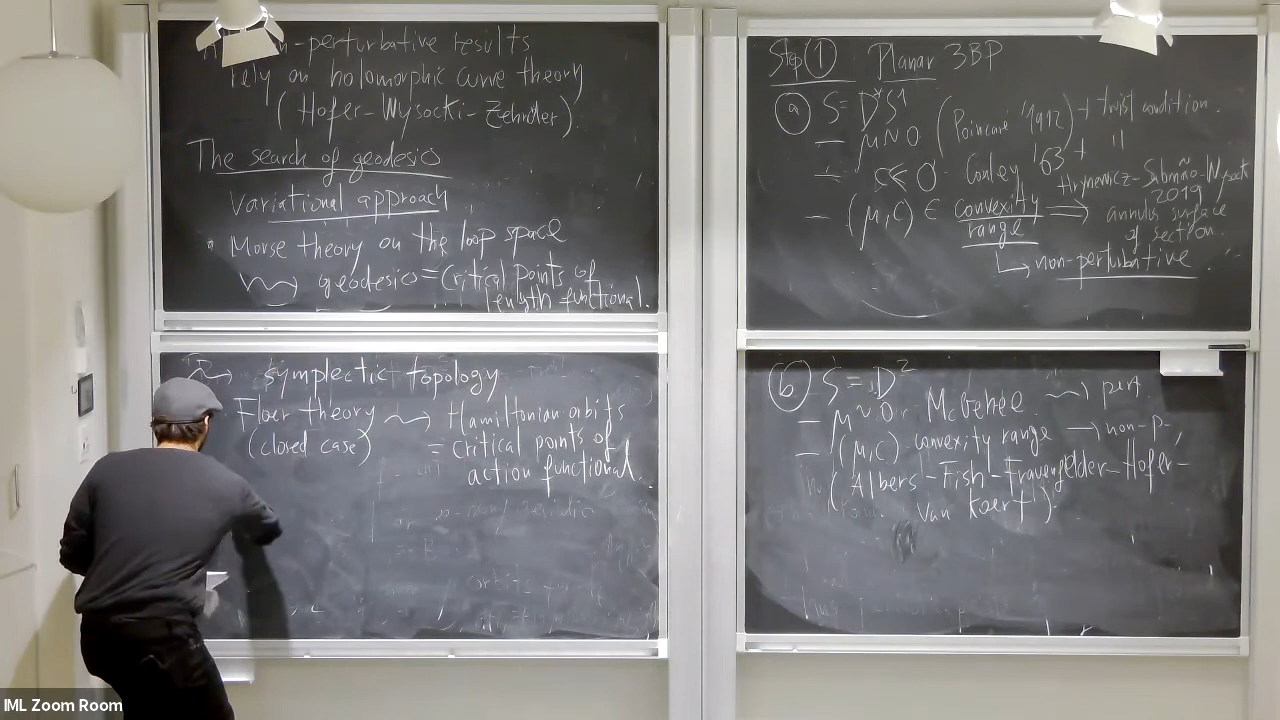 n-perturbative results
rely on holomorphic curve theory
(Hofer-Wysocki-Zehnder).
The search of geodesics
Variational approach
Morse theory on the loop space
⇝ geodesics = critical points of
length functional.
⇝ symplectic topology
Floer theory ⇝ Hamiltonian orbits
(closed case) = critical points of
action functional.
Step ① Planar 3BP
ⓐ S = D*S¹
- μ~0 (Poincaré '1912) + twist condition.
- c≪0 Conley '63 + "
- (μ,c) ∈ convexity range ⟹ Hryniewicz-Salomão-Wysocki 2019
annulus surface
of section.
↳ non-perturbative.
ⓑ S = D²
- μ~0. McGehee ⇝ pert.
- (μ,c) convexity range → non-p.
(Albers-Fish-Frauenfelder-Hofer-
van Koert).
IML Zoom Room